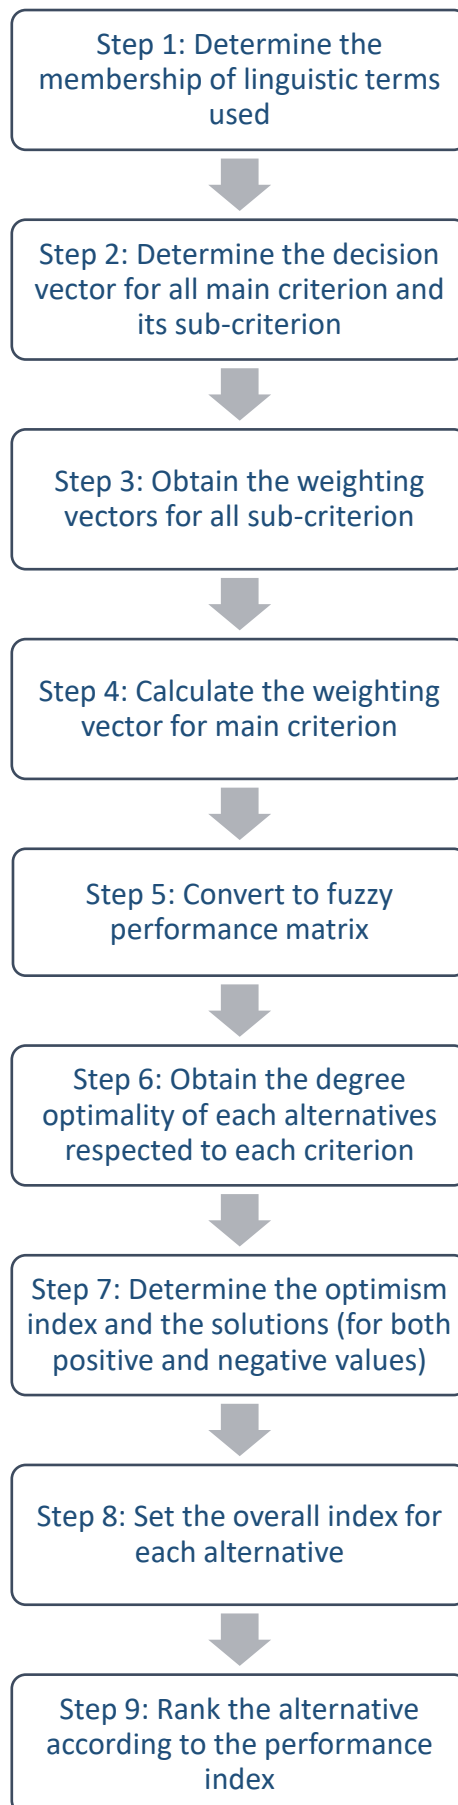 Step 1: Determine the
membership of linguistic terms
used
Step 2: Determine the decision
vector for all main criterion and
its sub-criterion
Step 3: Obtain the weighting
vectors for all sub-criterion
Step 4: Calculate the weighting
vector for main criterion
Step 5: Convert to fuzzy
performance matrix
Step 6: Obtain the degree
optimality of each alternatives
respected to each criterion
Step 7: Determine the optimism
index and the solutions (for both
positive and negative values)
Step 8: Set the overall index for
each alternative
Step 9: Rank the alternative
according to the performance
index